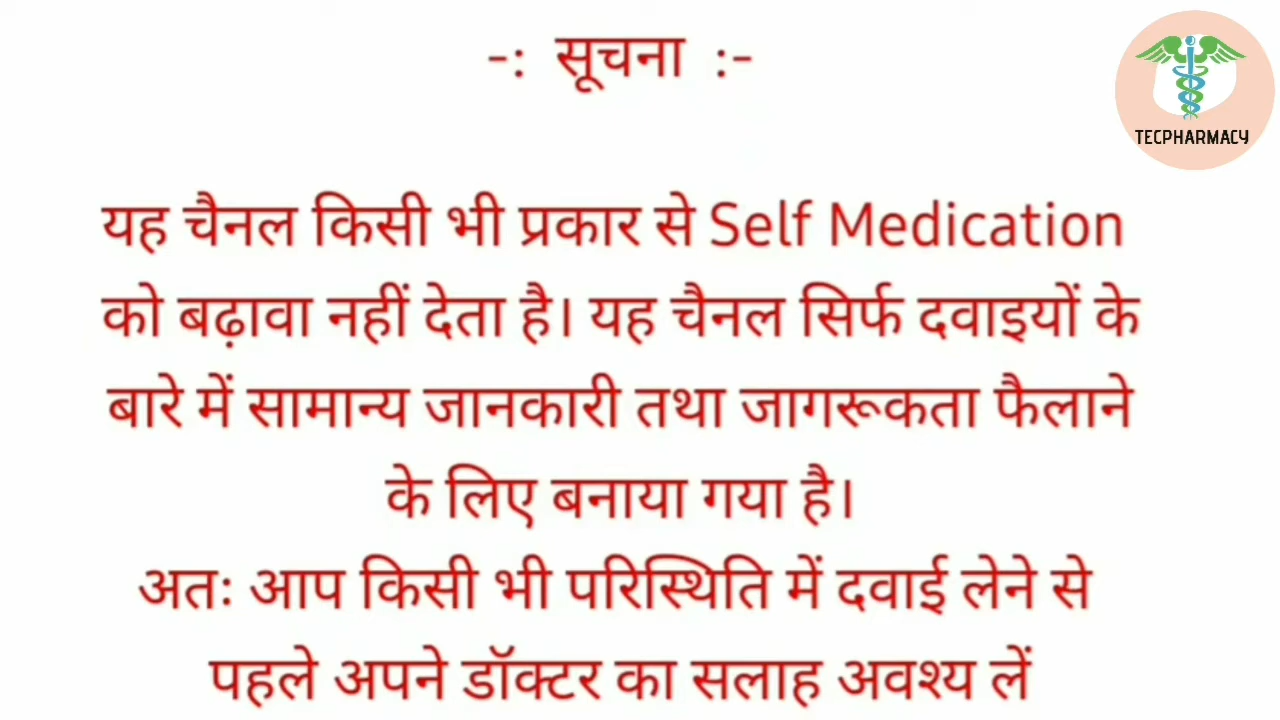 -: सूचना :-
TECPHARMACY
यह चैनल किसी भी प्रकार से Self Medication
को बढ़ावा नहीं देता है। यह चैनल सिर्फ दवाइयों के
बारे में सामान्य जानकारी तथा जागरूकता फैलाने
के लिए बनाया गया है।
अतः आप किसी भी परिस्थिति में दवाई लेने से
पहले अपने डॉक्टर का सलाह अवश्य लें